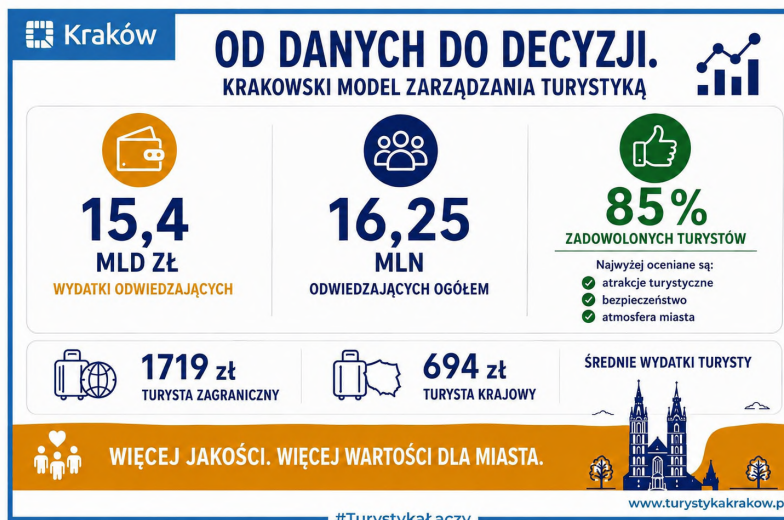 Kraków
OD DANYCH DO DECYZJI.
KRAKOWSKI MODEL ZARZĄDZANIA TURYSTYKĄ
15,4
MLD ZŁ
WYDATKI ODWIEDZAJĄCYCH
16,25
MLN
ODWIEDZAJĄCYCH OGÓŁEM
85%
ZADOWOLONYCH TURYSTÓW
Najwyżej oceniane są:
atrakcje turystyczne
bezpieczeństwo
atmosfera miasta
1719 zł
TURYSTA ZAGRANICZNY
694 zł
TURYSTA KRAJOWY
ŚREDNIE WYDATKI TURYSTY
WIĘCEJ JAKOŚCI. WIĘCEJ WARTOŚCI DLA MIASTA.
www.turystykakrakow.p
#TurystykaŁączy